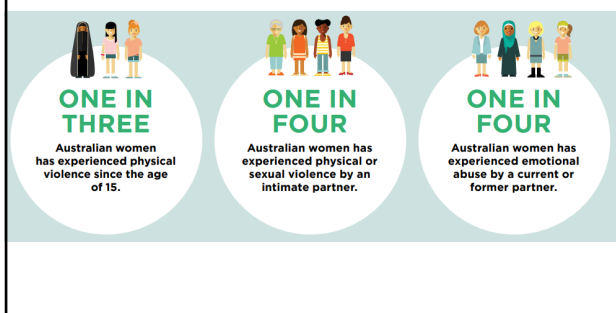 ONE IN
THREE
Australian women
has experienced physical
violence since the age
of 15.
ONE IN
FOUR
Australian women has
experienced physical or
sexual violence by an
intimate partner.
ONE IN
FOUR
Australian women has
experienced emotional
abuse by a current or
former partner.